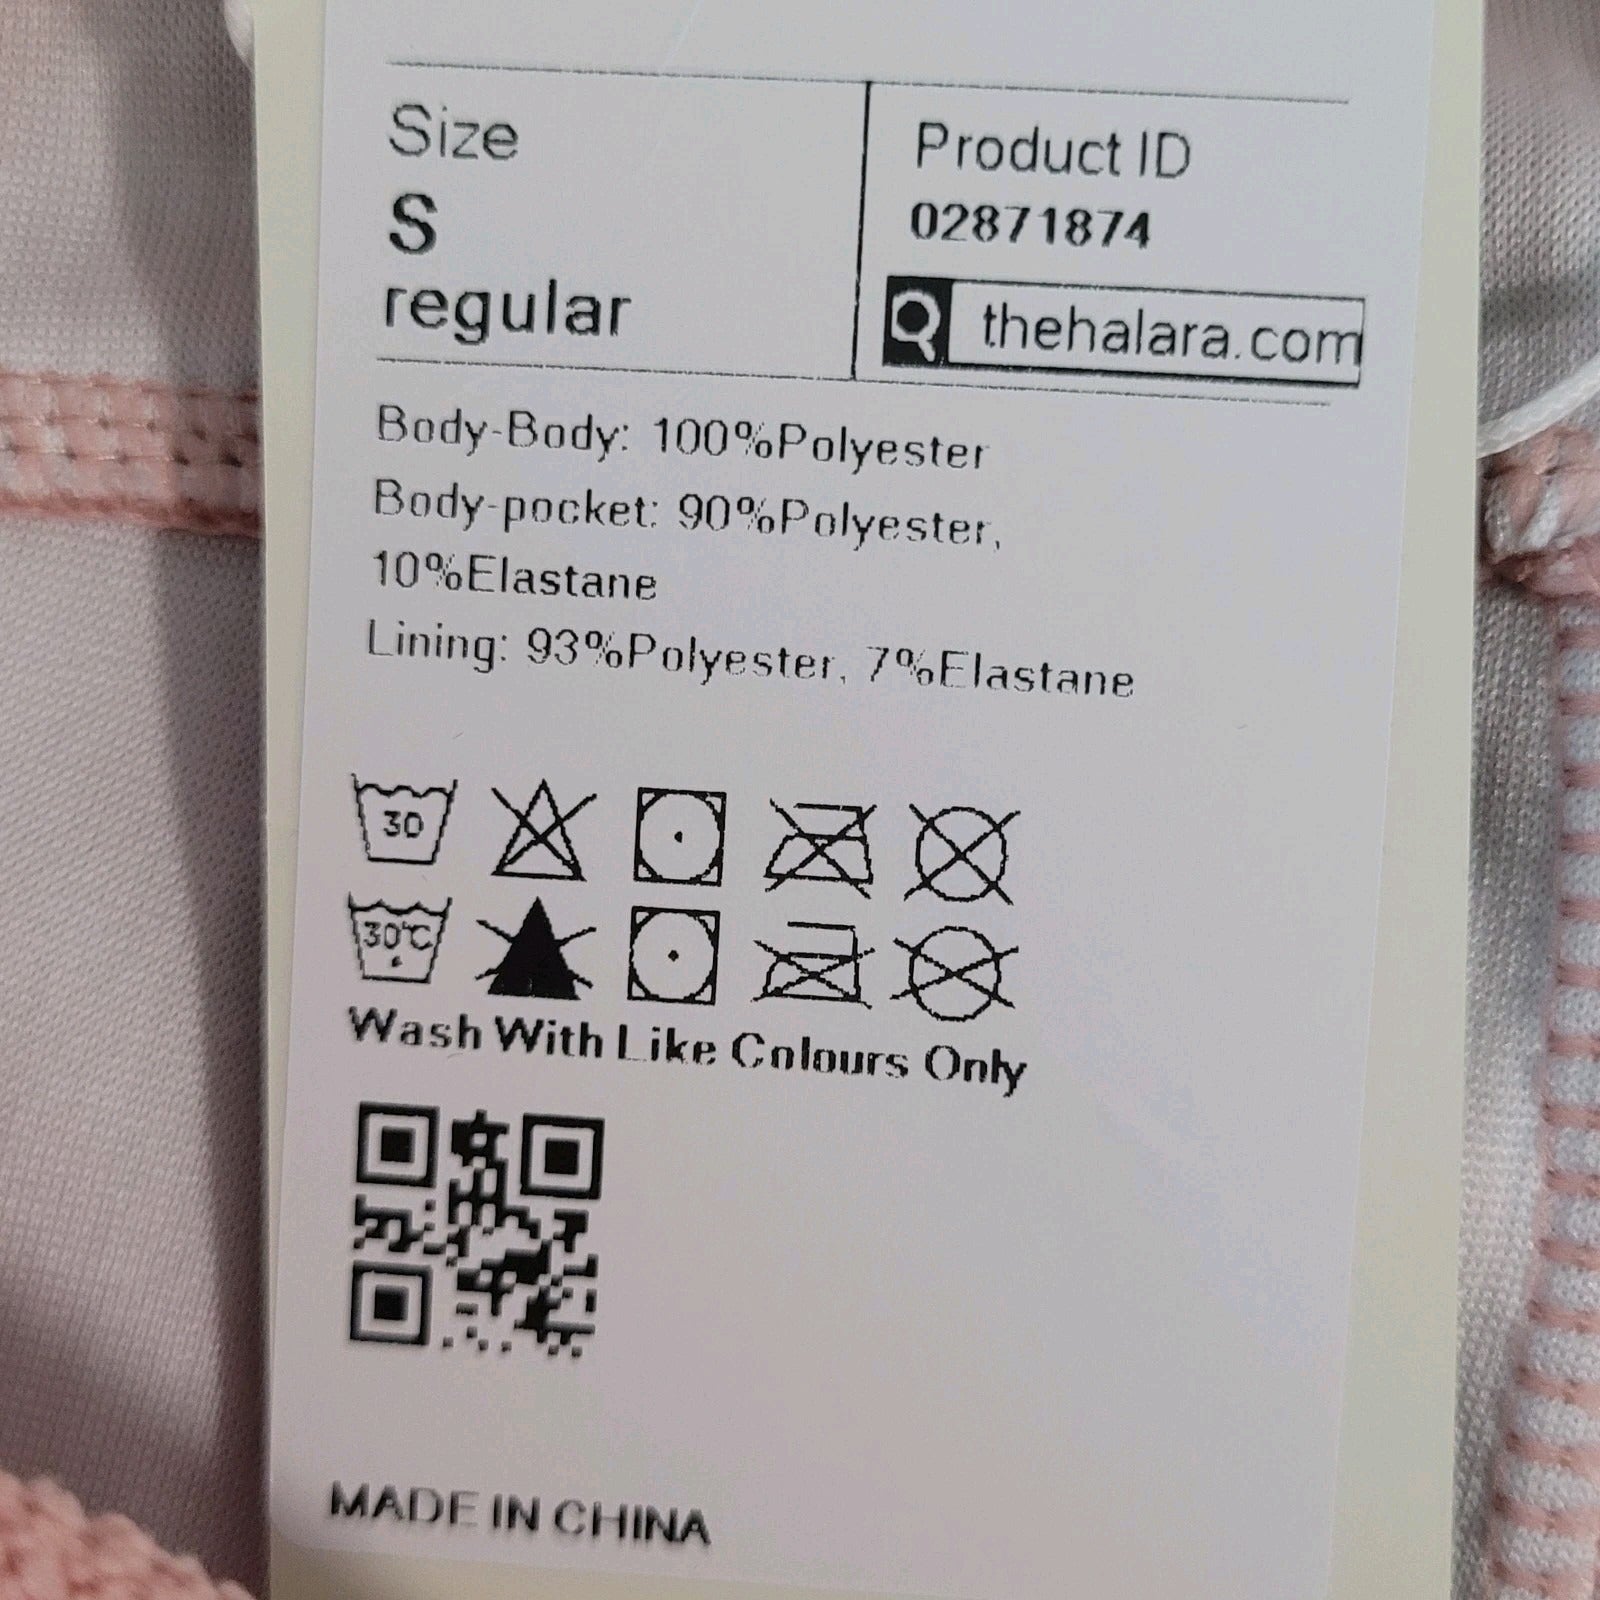 Size
S
regular
Product ID
02871874
thehalara.com
Body-Body: 100%Polyester
Body-pocket: 90%Polyester,
10%Elastane
Lining: 93%Polyester, 7%Elastane
30
30°C
Wash With Like Colours Only
MADE IN CHINA